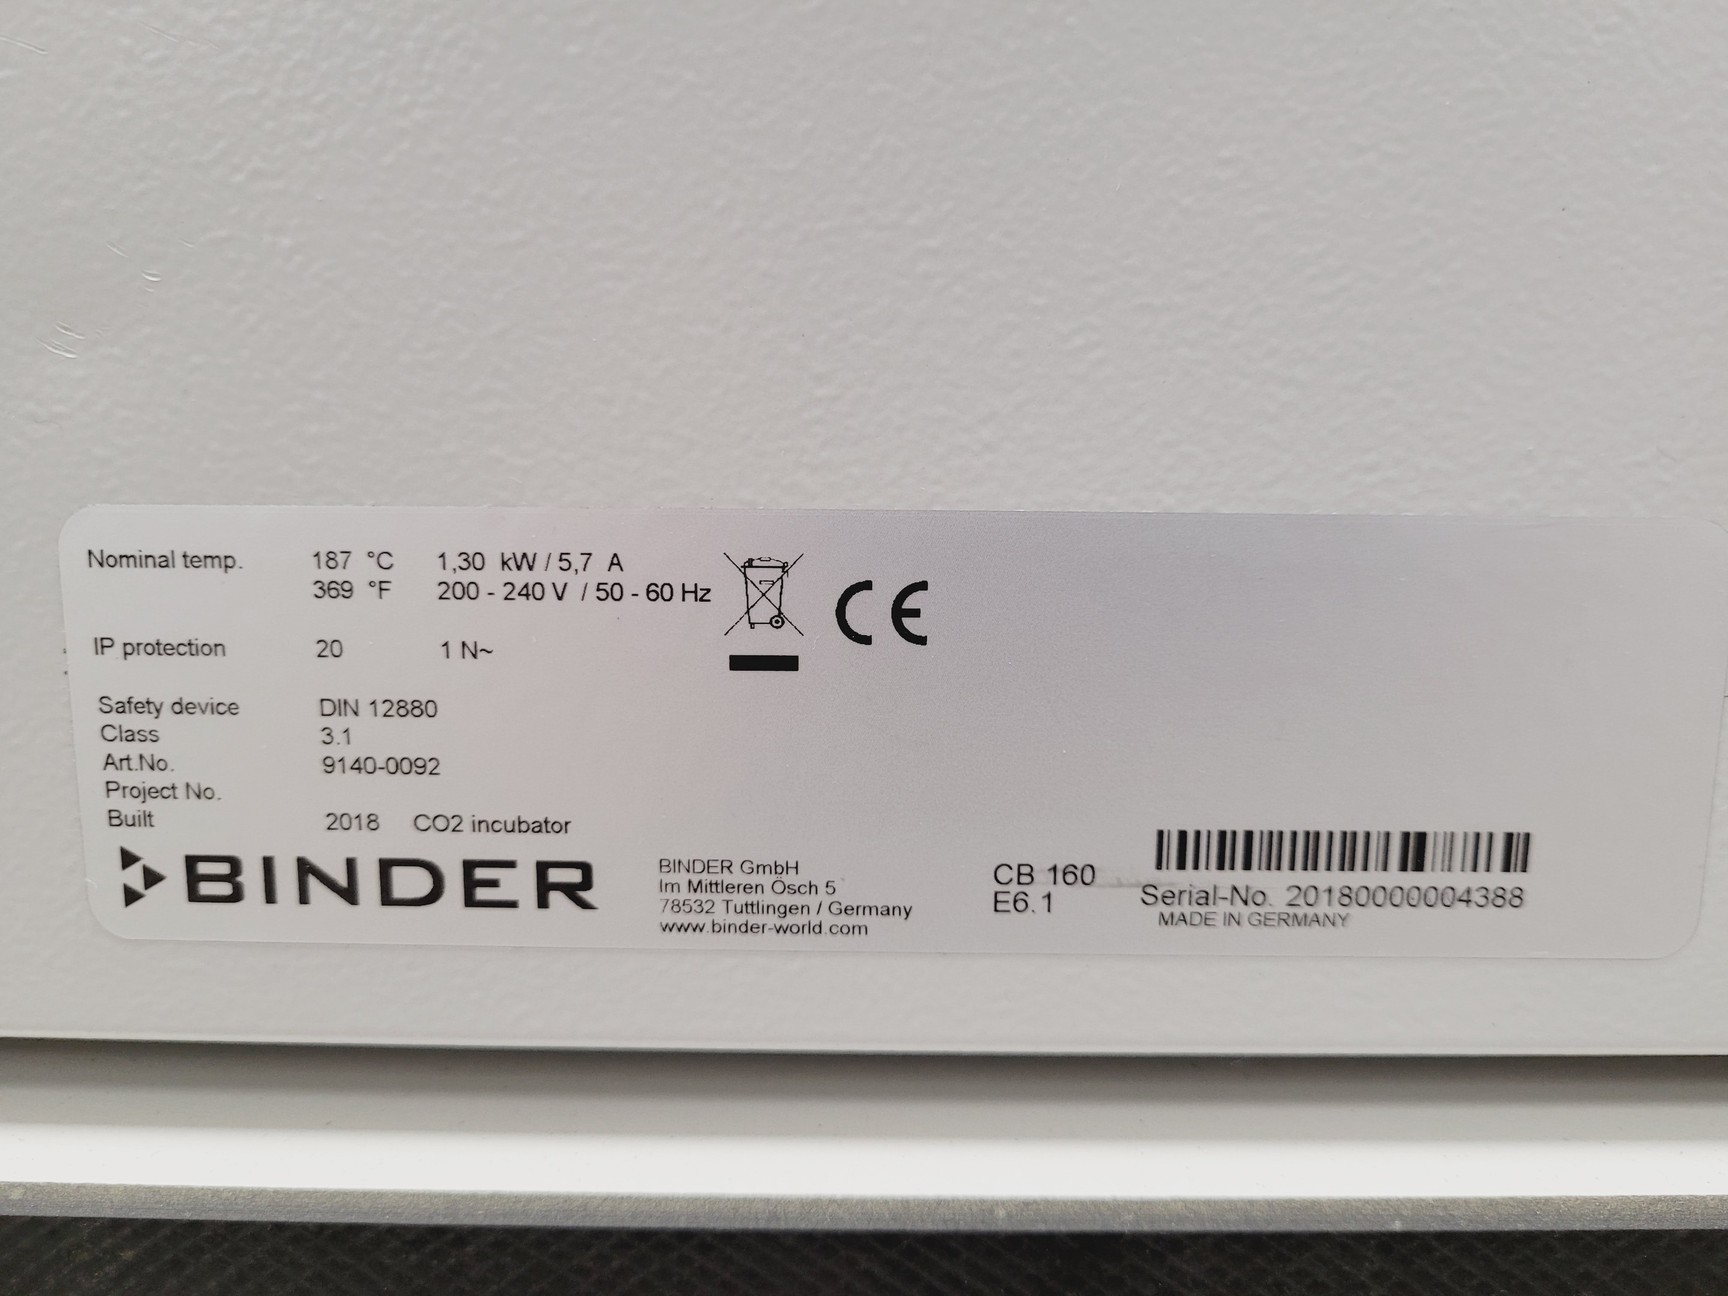 Nominal temp. 187 °C 1,30 kW / 5,7 A
369 °F 200 - 240 V / 50 - 60 Hz
IP protection 20 1 N~
Safety device DIN 12880
Class 3.1
Art.No. 9140-0092
Project No.
Built 2018 CO2 incubator
BINDER
BINDER GmbH
Im Mittleren Ösch 5
78532 Tuttlingen / Germany
www.binder-world.com
CB 160
E6.1
Serial-No. 20180000004388
MADE IN GERMANY
CE